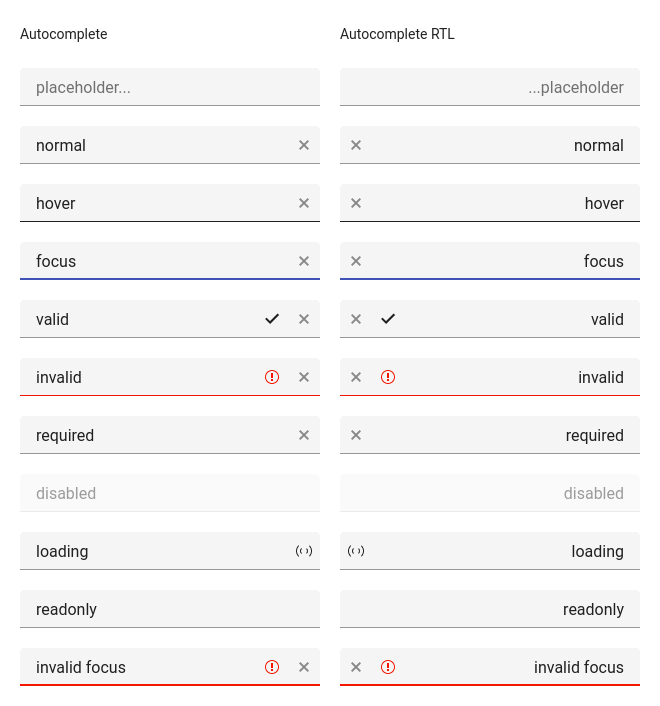 Autocomplete
Autocomplete RTL
placeholder...
...placeholder
normal
normal
hover
hover
focus
focus
valid
valid
invalid
invalid
required
required
disabled
disabled
loading
loading
readonly
readonly
invalid focus
invalid focus